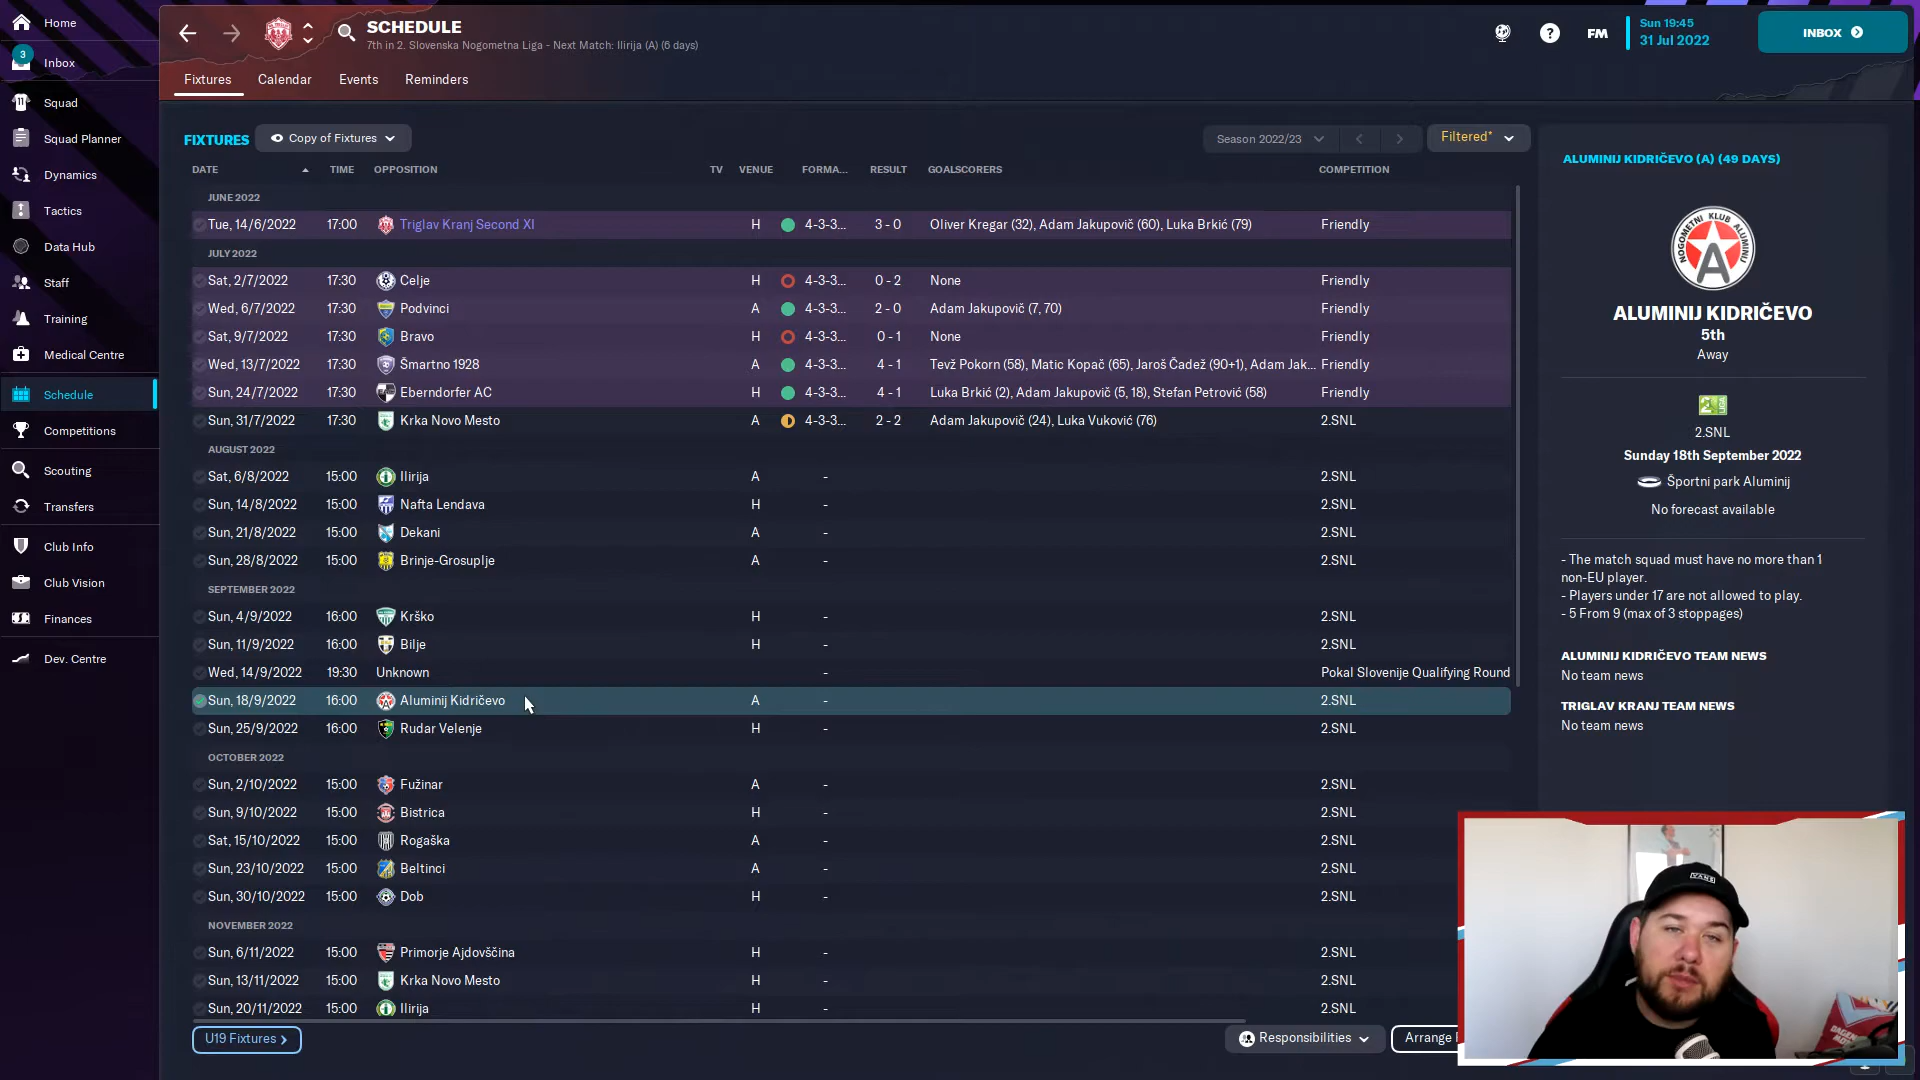 Home
SCHEDULE
7th in 2. Slovenska Nogometna Liga - Next Match: Ilirija (A) (6 days)
FM
Sun 19:45
31 Jul 2022
INBOX
3
Inbox
Fixtures
Calendar
Events
Reminders
Squad
Squad Planner
Dynamics
Tactics
Data Hub
Staff
Training
Medical Centre
Schedule
Competitions
Scouting
Transfers
Club Info
Club Vision
Finances
Dev. Centre
FIXTURES
Copy of Fixtures
Season 2022/23
Filtered*
DATE TIME OPPOSITION TV VENUE FORMA... RESULT GOALSCORERS COMPETITION
JUNE 2022
Tue, 14/6/2022 17:00 Triglav Kranj Second XI H 4-3-3... 3 - 0 Oliver Kregar (32), Adam Jakupovič (60), Luka Brkić (79) Friendly
JULY 2022
Sat, 2/7/2022 17:30 Celje H 4-3-3... 0 - 2 None Friendly
Wed, 6/7/2022 17:30 Podvinci A 4-3-3... 2 - 0 Adam Jakupovič (7, 70) Friendly
Sat, 9/7/2022 17:30 Bravo H 4-3-3... 0 - 1 None Friendly
Wed, 13/7/2022 17:30 Šmartno 1928 A 4-3-3... 4 - 1 Tevž Pokorn (58), Matic Kopač (65), Jaroš Čadež (90+1), Adam Jak... Friendly
Sun, 24/7/2022 17:30 Eberndorfer AC H 4-3-3... 4 - 1 Luka Brkić (2), Adam Jakupovič (5, 18), Stefan Petrović (58) Friendly
Sun, 31/7/2022 17:30 Krka Novo Mesto A 4-3-3... 2 - 2 Adam Jakupovič (24), Luka Vuković (76) 2.SNL
AUGUST 2022
Sat, 6/8/2022 15:00 Ilirija A - 2.SNL
Sun, 14/8/2022 15:00 Nafta Lendava H - 2.SNL
Sun, 21/8/2022 15:00 Dekani A - 2.SNL
Sun, 28/8/2022 15:00 Brinje-Grosuplje A - 2.SNL
SEPTEMBER 2022
Sun, 4/9/2022 16:00 Krško H - 2.SNL
Sun, 11/9/2022 16:00 Bilje H - 2.SNL
Wed, 14/9/2022 19:30 Unknown - Pokal Slovenije Qualifying Round
Sun, 18/9/2022 16:00 Aluminij Kidričevo A - 2.SNL
Sun, 25/9/2022 16:00 Rudar Velenje H - 2.SNL
OCTOBER 2022
Sun, 2/10/2022 15:00 Fužinar A - 2.SNL
Sun, 9/10/2022 15:00 Bistrica H - 2.SNL
Sat, 15/10/2022 15:00 Rogaška A - 2.SNL
Sun, 23/10/2022 15:00 Beltinci A - 2.SNL
Sun, 30/10/2022 15:00 Dob H - 2.SNL
NOVEMBER 2022
Sun, 6/11/2022 15:00 Primorje Ajdovščina H - 2.SNL
Sun, 13/11/2022 15:00 Krka Novo Mesto H - 2.SNL
Sun, 20/11/2022 15:00 Ilirija H - 2.SNL
U19 Fixtures
Responsibilities
Arrange
ALUMINIJ KIDRIČEVO (A) (49 DAYS)
NOGOMETNI KLUB ALUMINIJ
A
ALUMINIJ KIDRIČEVO
5th
Away
2.SNL
Sunday 18th September 2022
Športni park Aluminij
No forecast available
- The match squad must have no more than 1
non-EU player.
- Players under 17 are not allowed to play.
- 5 From 9 (max of 3 stoppages)
ALUMINIJ KIDRIČEVO TEAM NEWS
No team news
TRIGLAV KRANJ TEAM NEWS
No team news
VANS